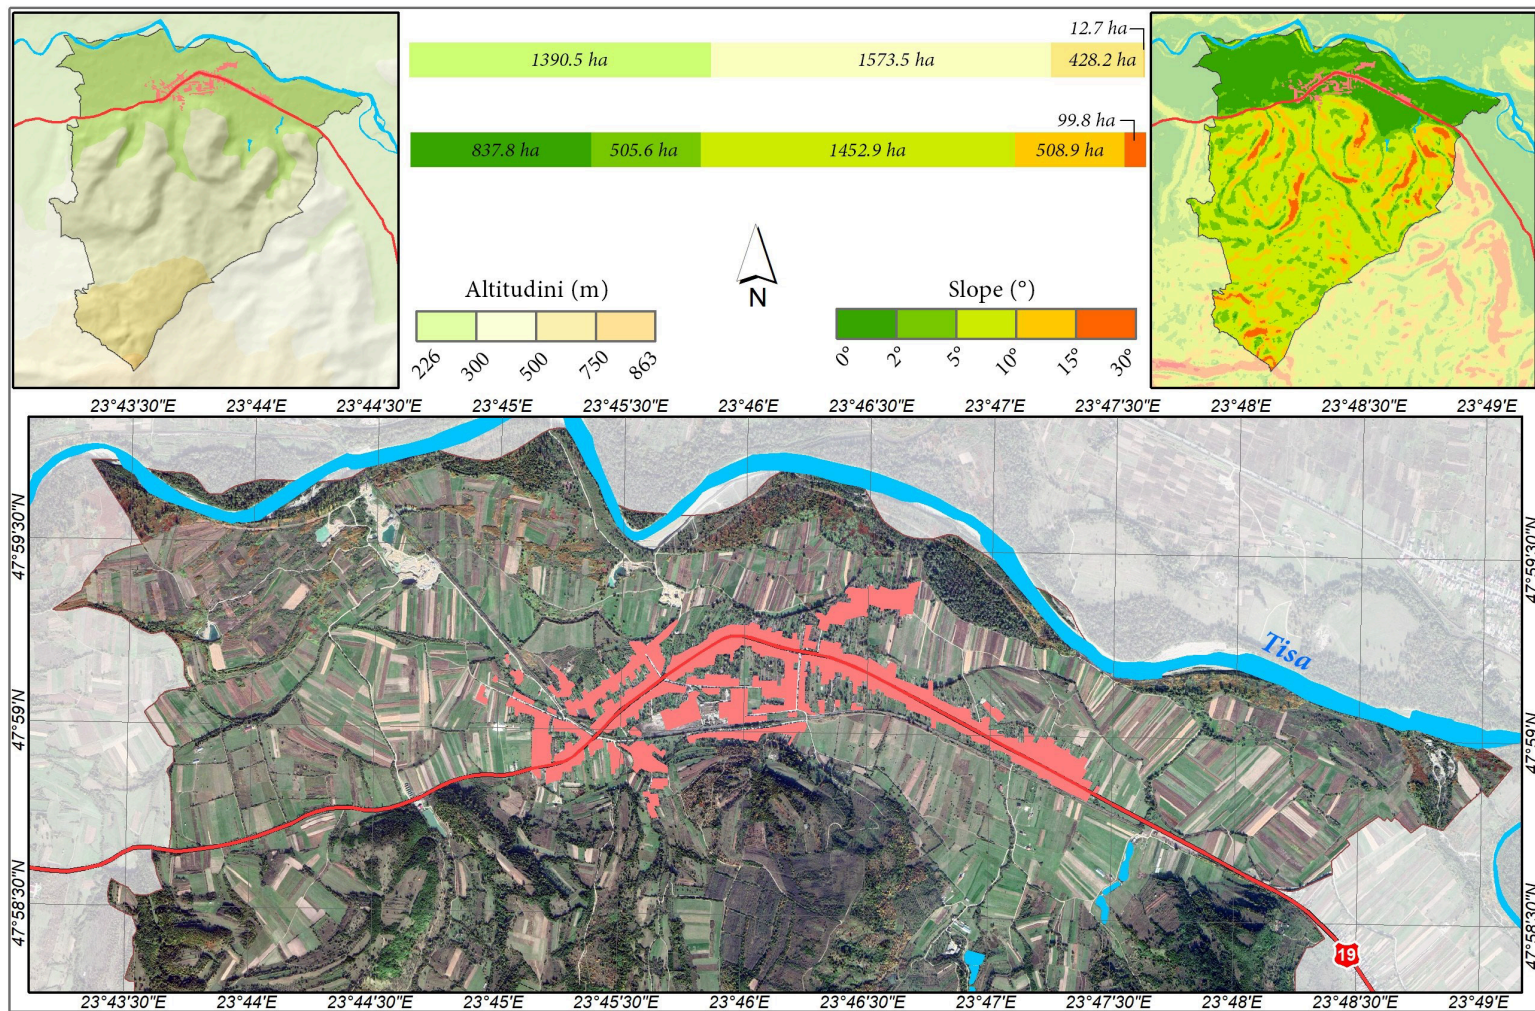 12.7 ha
1390.5 ha
1573.5 ha
428.2 ha
99.8 ha
837.8 ha
505.6 ha
1452.9 ha
508.9 ha
N
Altitudini (m)
226
300
500
750
863
Slope (°)
0°
2°
5°
10°
15°
30°
23°43'30"E
23°44'E
23°44'30"E
23°45'E
23°45'30"E
23°46'E
23°46'30"E
23°47'E
23°47'30"E
23°48'E
23°48'30"E
23°49'E
47°59'30"N
47°59'N
47°58'30"N
Tisa
19
47°59'30"N
47°59'N
47°58'30"N
23°43'30"E
23°44'E
23°44'30"E
23°45'E
23°45'30"E
23°46'E
23°46'30"E
23°47'E
23°47'30"E
23°48'E
23°48'30"E
23°49'E